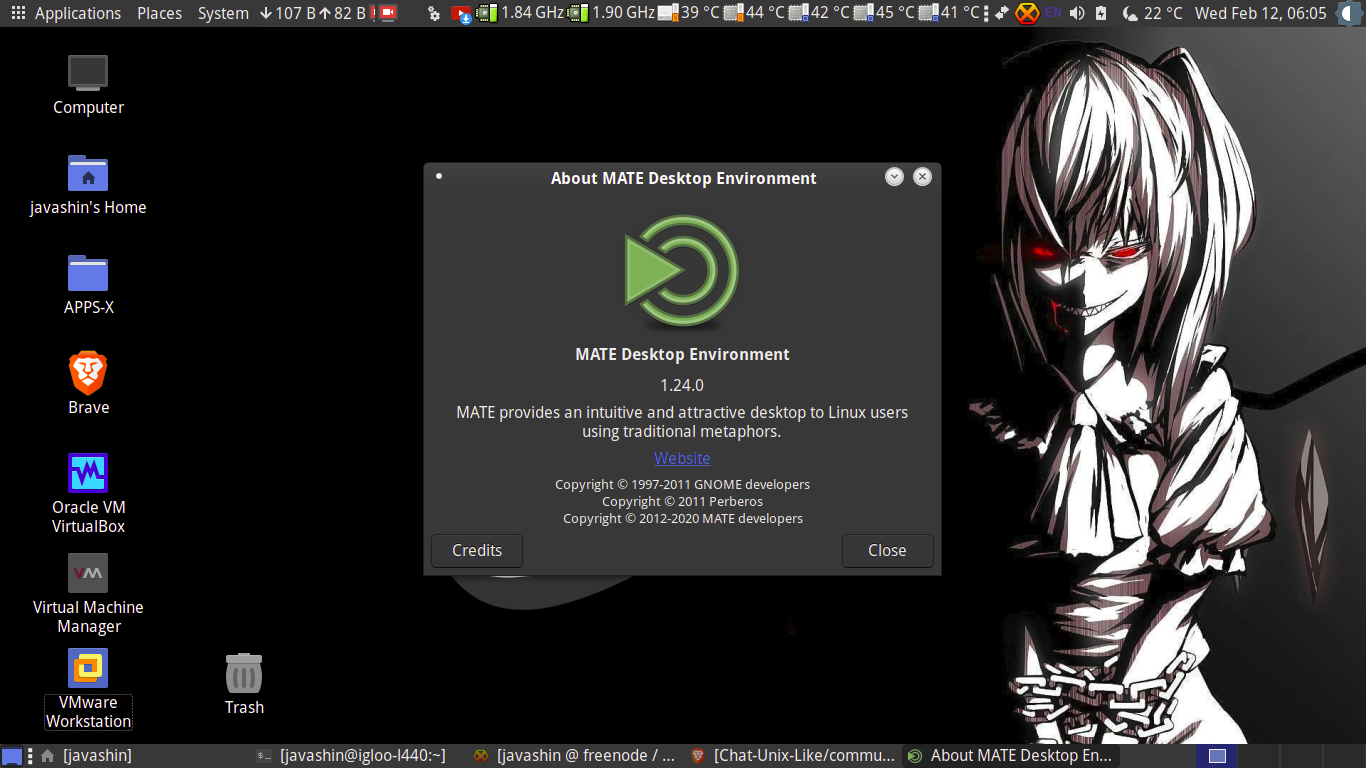 Applications Places System 107 B 82 B 1.84 GHz 1.90 GHz 39 °C 44 °C 42 °C 45 °C 41 °C EN 22 °C Wed Feb 12, 06:05
Computer
javashin's Home
APPS-X
Brave
Oracle VM
VirtualBox
Virtual Machine
Manager
VMware
Workstation
Trash
About MATE Desktop Environment
MATE Desktop Environment
1.24.0
MATE provides an intuitive and attractive desktop to Linux users
using traditional metaphors.
Website
Copyright © 1997-2011 GNOME developers
Copyright © 2011 Perberos
Copyright © 2012-2020 MATE developers
Credits Close
[javashin] [javashin@igloo-l440:~] [javashin @ freenode / ... [Chat-Unix-Like/commu... About MATE Desktop En...